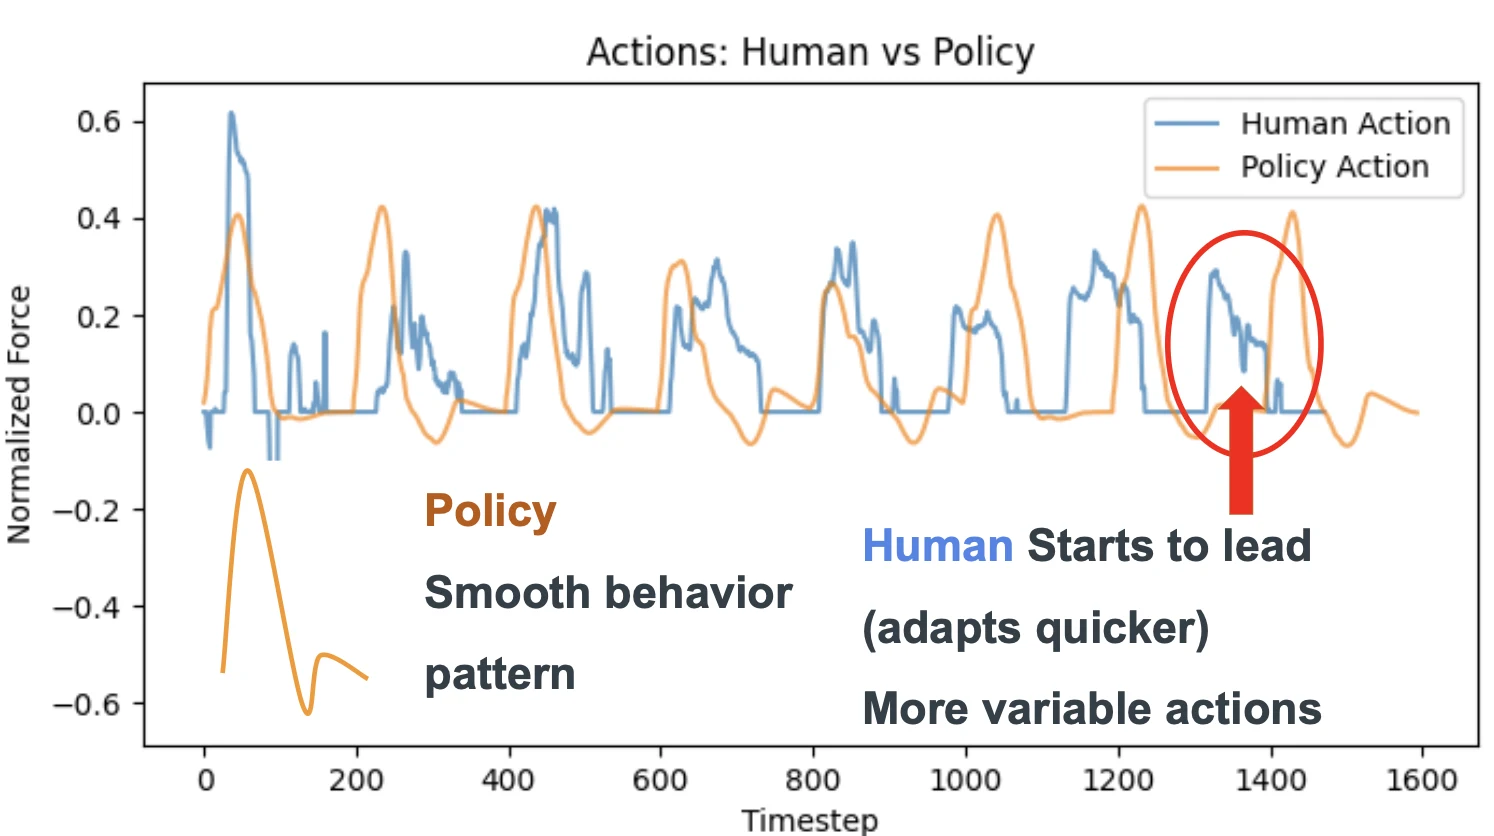 Actions: Human vs Policy
Human Action
Policy Action
Normalized Force
0.6
0.4
0.2
0.0
−0.2
−0.4
−0.6
Policy
Smooth behavior
pattern
Human Starts to lead
(adapts quicker)
More variable actions
0 200 400 600 800 1000 1200 1400 1600
Timestep